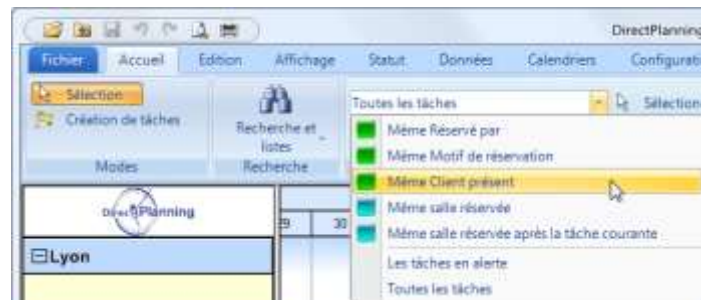 DirectPlanning
Fichier Accueil Edition Affichage Statut Données Calendriers Configurati
Sélection
Création de tâches
Modes
Recherche et listes
Recherche
Toutes les tâches
Sélection
Même Réservé par
Même Motif de réservation
Même Client présent
Même salle réservée
Même salle réservée après la tâche courante
Les tâches en alerte
Toutes les tâches
DirectPlanning
29 30
Lyon